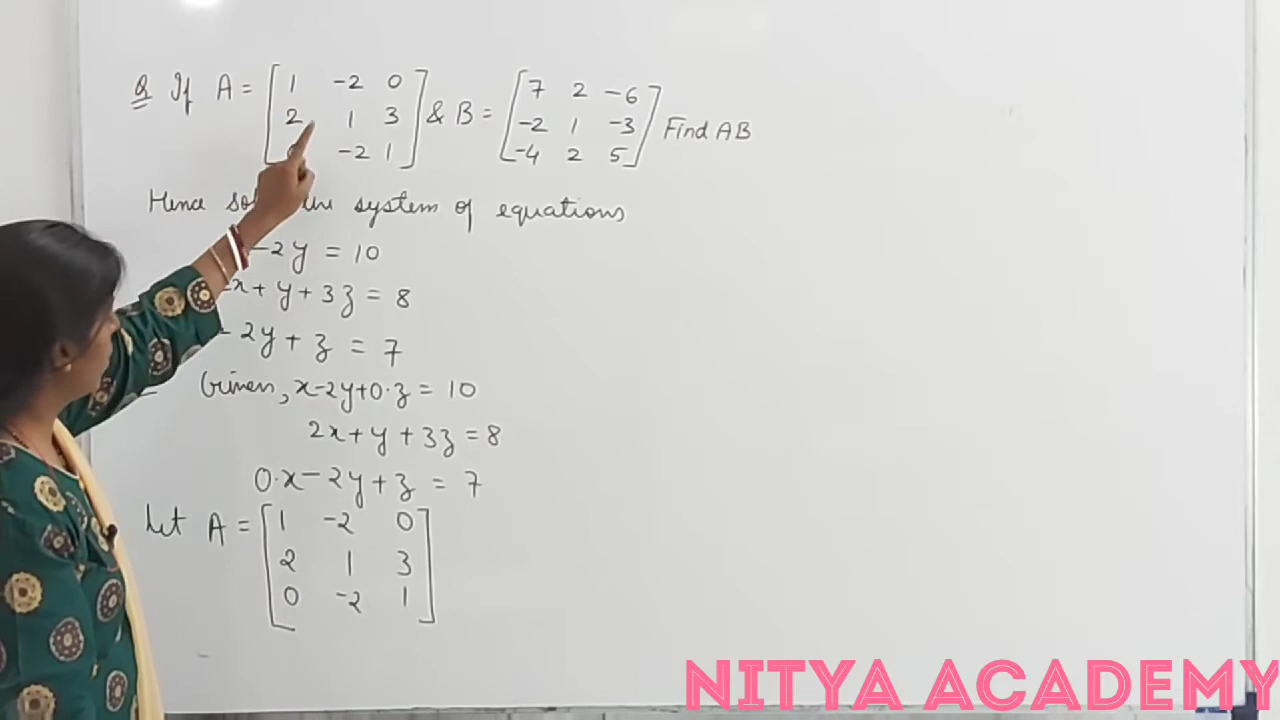 Q If A = [1 -2 0 & B = [7 2 -6 Find AB
2 1 3 -2 1 -3
-2 1] -4 2 5]
Hence the system of equations
-2y = 10
x + y + 3z = 8
- 2y + z = 7
Given, x-2y+0·z = 10
2x+y+3z = 8
0·x - 2y + z = 7
Let A = [1 -2 0
2 1 3
0 -2 1]
NITYA ACADEMY